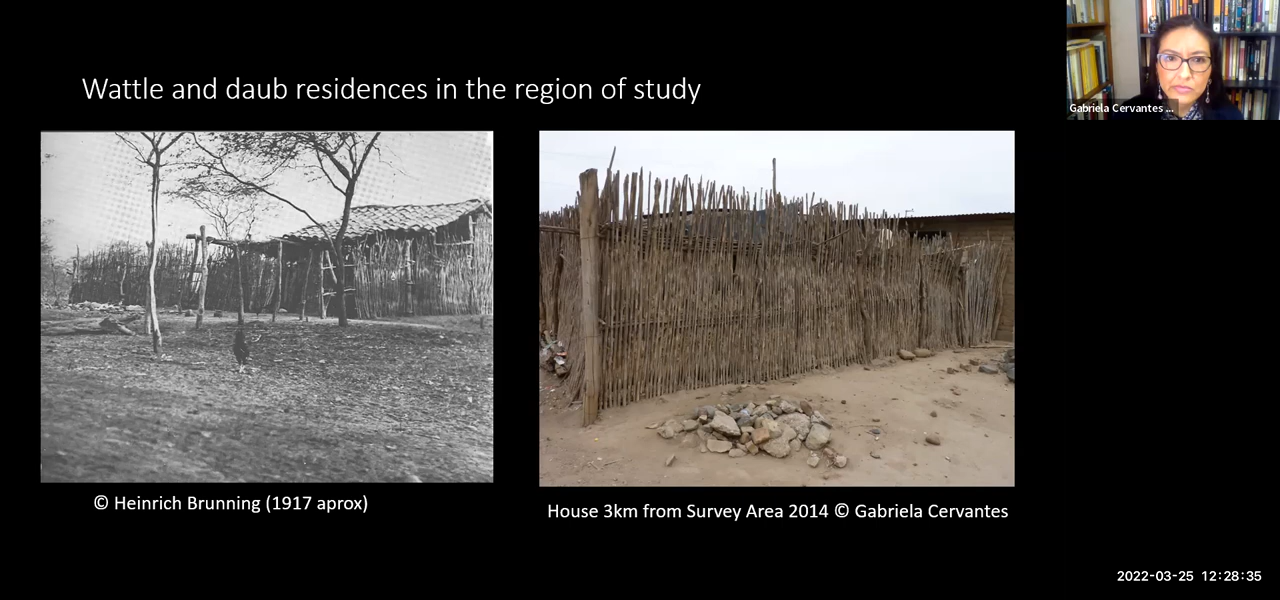 Wattle and daub residences in the region of study
Gabriela Cervantes ...
© Heinrich Brunning (1917 aprox)
House 3km from Survey Area 2014 © Gabriela Cervantes
2022-03-25 12:28:35